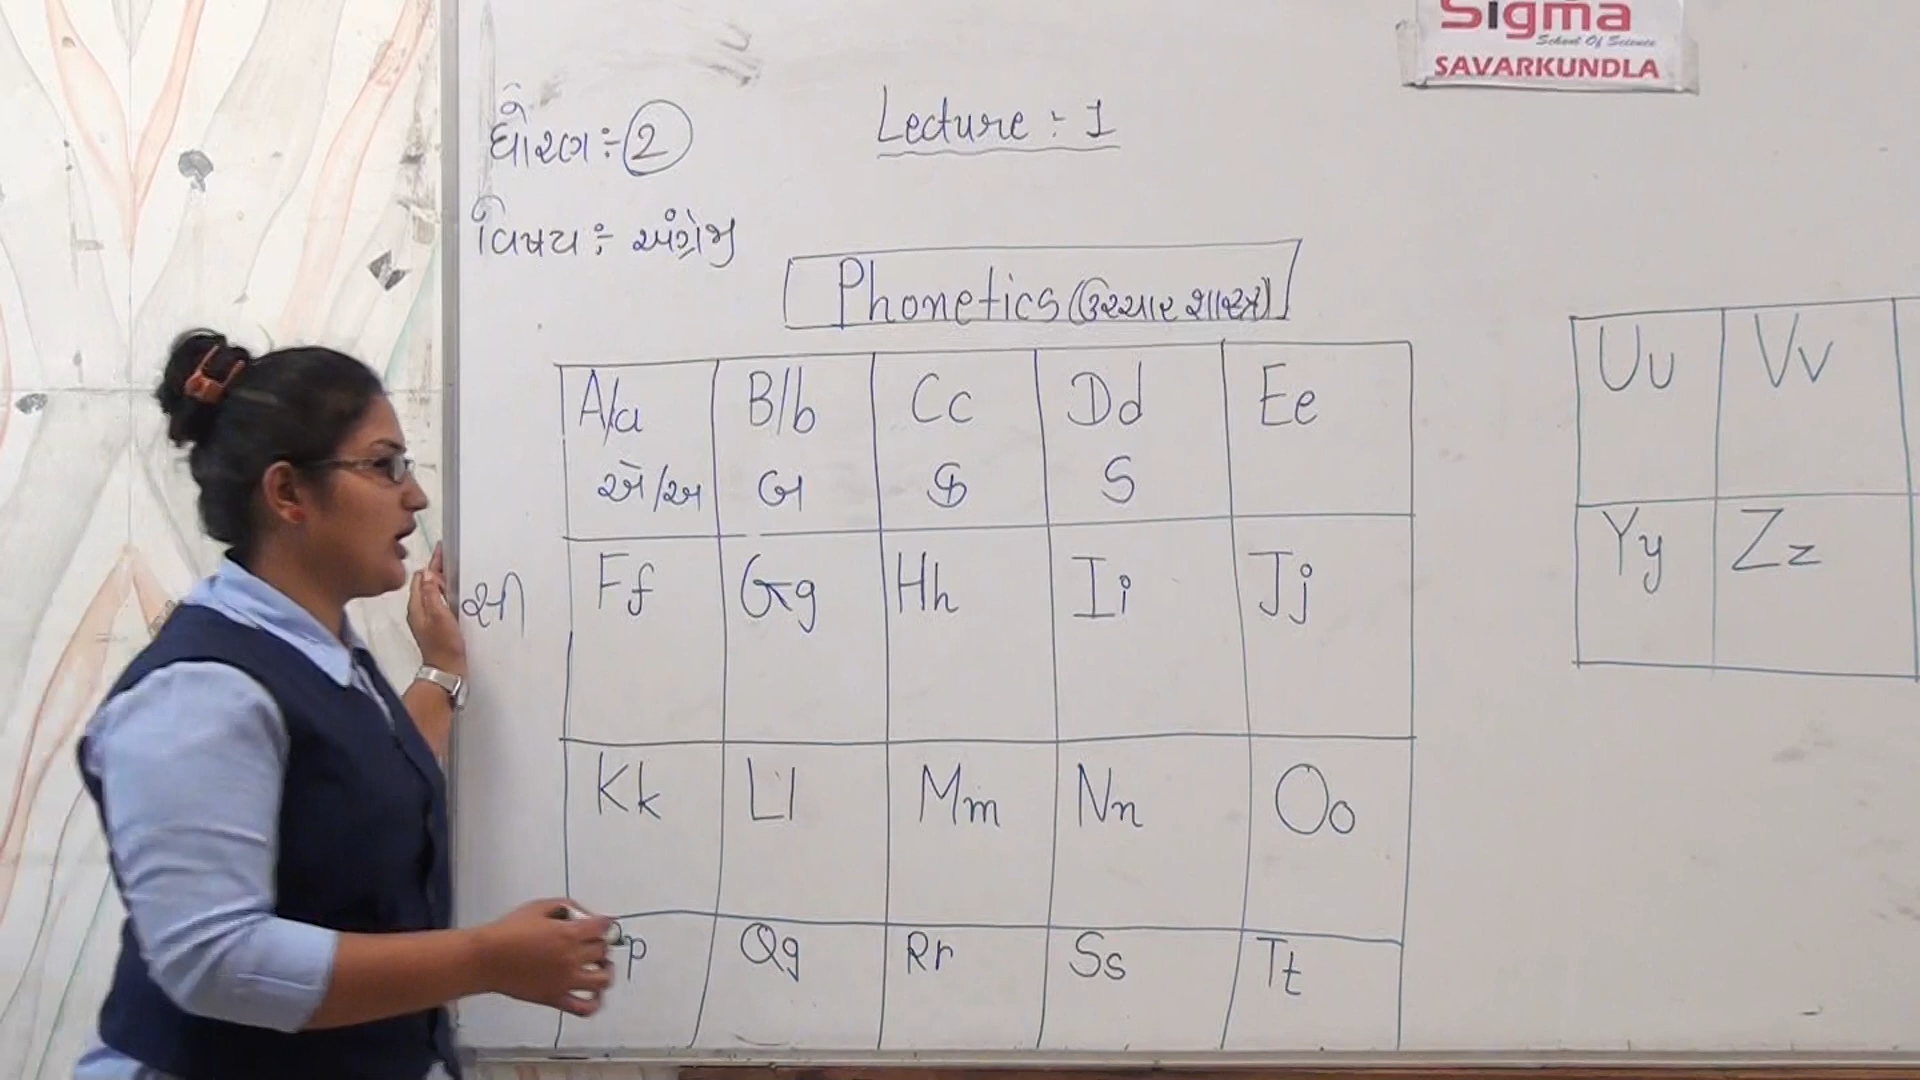 Sigma
School Of Science
SAVARKUNDLA
ધોરણ : 2
Lecture : 1
વિષય : અંગ્રેજી
Phonetics (ઉચ્ચાર શાસ્ત્ર)
A/a B/b Cc Dd Ee
એ/અ બ ક ડ
Ff Gg Hh Ii Jj
Kk Ll Mm Nn Oo
Pp Qq Rr Ss Tt
Uu Vv
Yy Zz